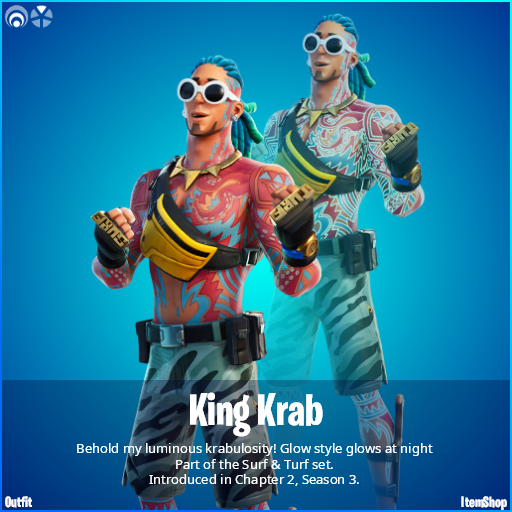 King Krab
Behold my luminous krabulosity! Glow style glows at night
Part of the Surf & Turf set.
Introduced in Chapter 2, Season 3.
Outfit
ItemShop